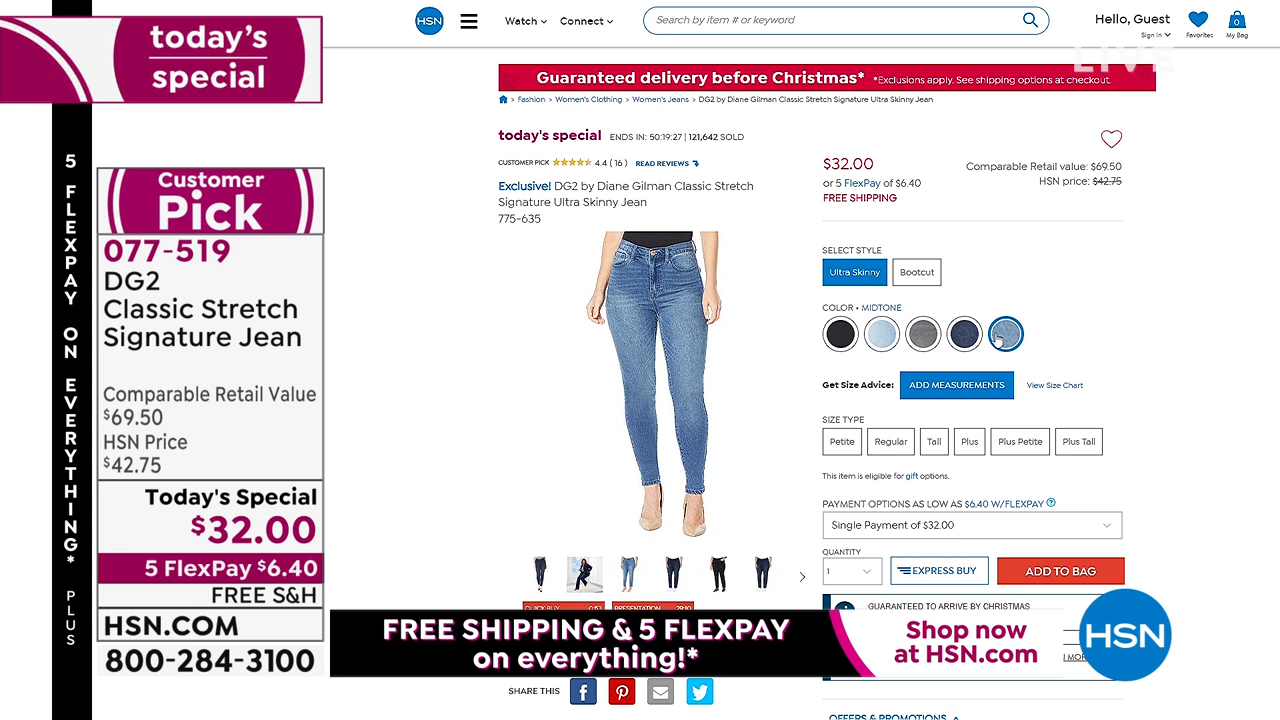 today's
special
5 FLEXPAY ON EVERYTHING* PLUS
Customer
Pick
077-519
DG2
Classic Stretch
Signature Jean
Comparable Retail Value
$69.50
HSN Price
$42.75
Today's Special
$32.00
5 FlexPay $6.40
FREE S&H
HSN.COM
800-284-3100
HSN
Watch
Connect
Search by item # or keyword
Hello, Guest
Sign In
Favorites
0
My Bag
LIVE
Guaranteed delivery before Christmas* *Exclusions apply. See shipping options at checkout.
> Fashion > Women's Clothing > Women's Jeans > DG2 by Diane Gilman Classic Stretch Signature Ultra Skinny Jean
today's special ENDS IN: 50:19:27 | 121,642 SOLD
CUSTOMER PICK 4.4 ( 16 ) READ REVIEWS
Exclusive! DG2 by Diane Gilman Classic Stretch
Signature Ultra Skinny Jean
775-635
$32.00
or 5 FlexPay of $6.40
FREE SHIPPING
Comparable Retail value: $69.50
HSN price: $42.75
SELECT STYLE
Ultra Skinny
Bootcut
COLOR • MIDTONE
Get Size Advice:
ADD MEASUREMENTS
View Size Chart
SIZE TYPE
Petite
Regular
Tall
Plus
Plus Petite
Plus Tall
This item is eligible for gift options.
PAYMENT OPTIONS AS LOW AS $6.40 W/FLEXPAY
Single Payment of $32.00
QUANTITY
1
EXPRESS BUY
ADD TO BAG
GUARANTEED TO ARRIVE BY CHRISTMAS
QUICK BUY 0:53
PRESENTATION 29:10
FREE SHIPPING & 5 FLEXPAY
on everything!*
Shop now
at HSN.com
HSN
SHARE THIS
OFFERS & PROMOTIONS